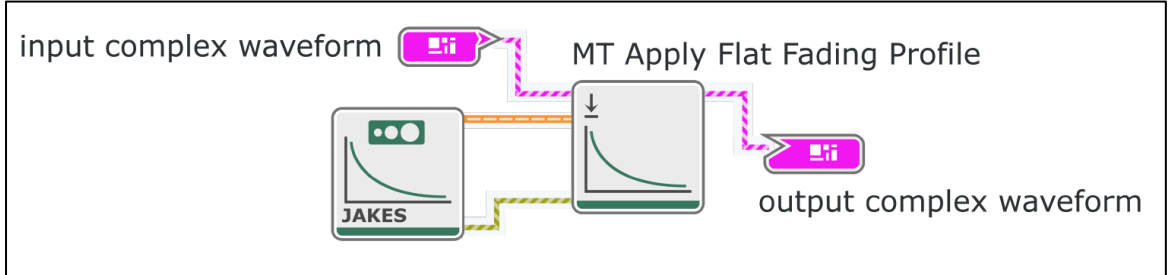 input complex waveform
MT Apply Flat Fading Profile
JAKES
output complex waveform